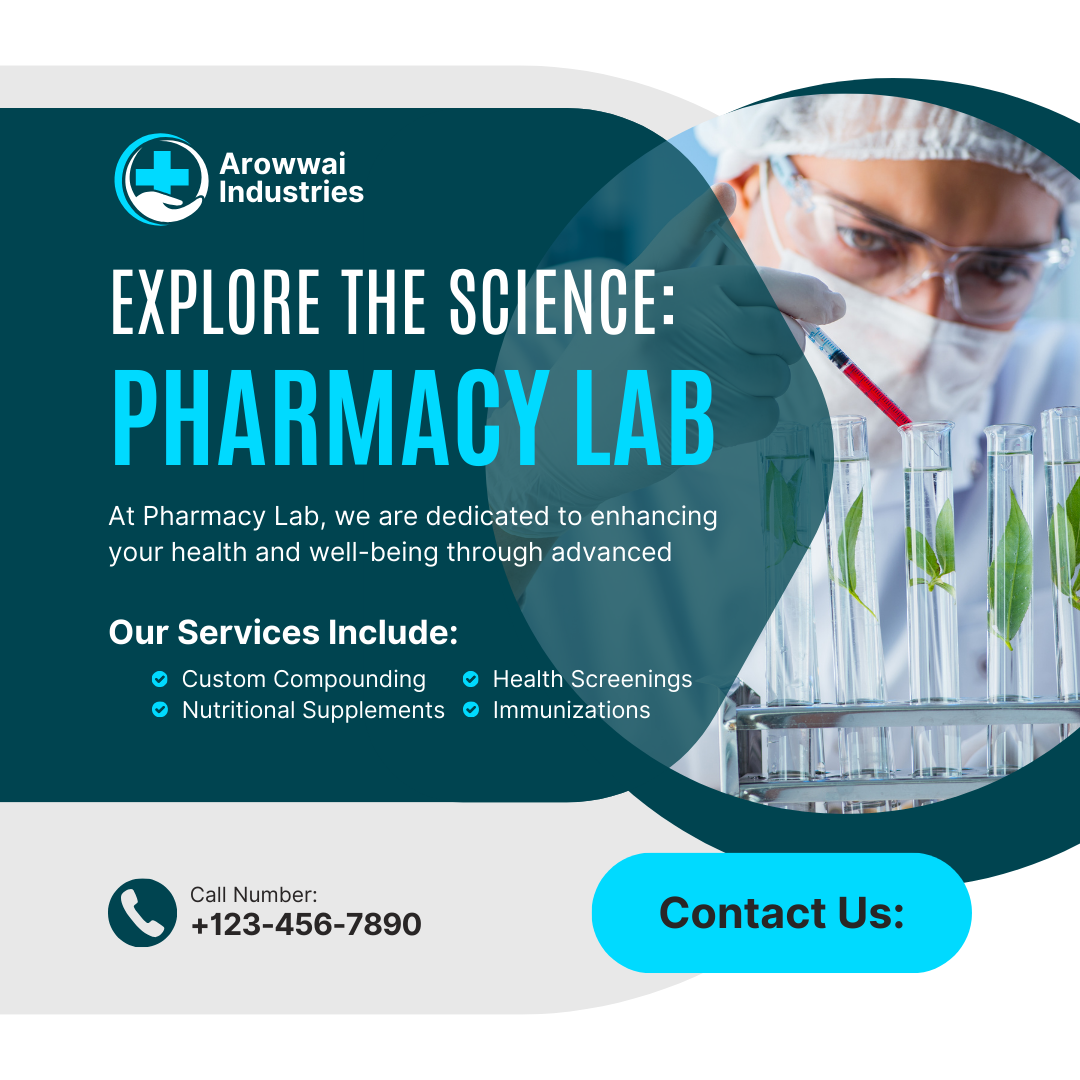 Arowwai
Industries
EXPLORE THE SCIENCE:
PHARMACY LAB
At Pharmacy Lab, we are dedicated to enhancing
your health and well-being through advanced
Our Services Include:
Custom Compounding
Nutritional Supplements
Health Screenings
Immunizations
Call Number:
+123-456-7890
Contact Us: